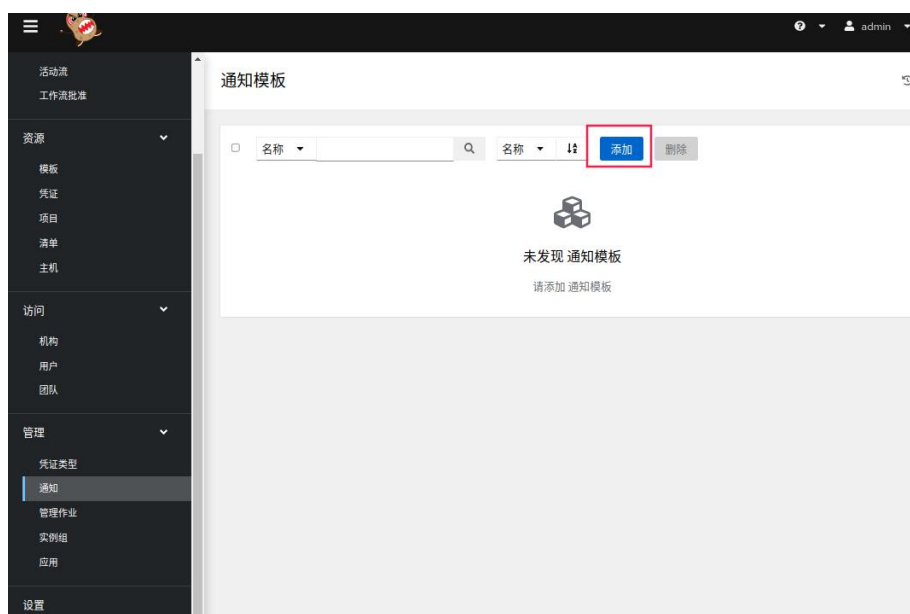 admin
活动流
工作流批准
资源
模板
凭证
项目
清单
主机
访问
机构
用户
团队
管理
凭证类型
通知
管理作业
实例组
应用
设置
通知模板
名称 名称 添加 删除
未发现 通知模板
请添加 通知模板